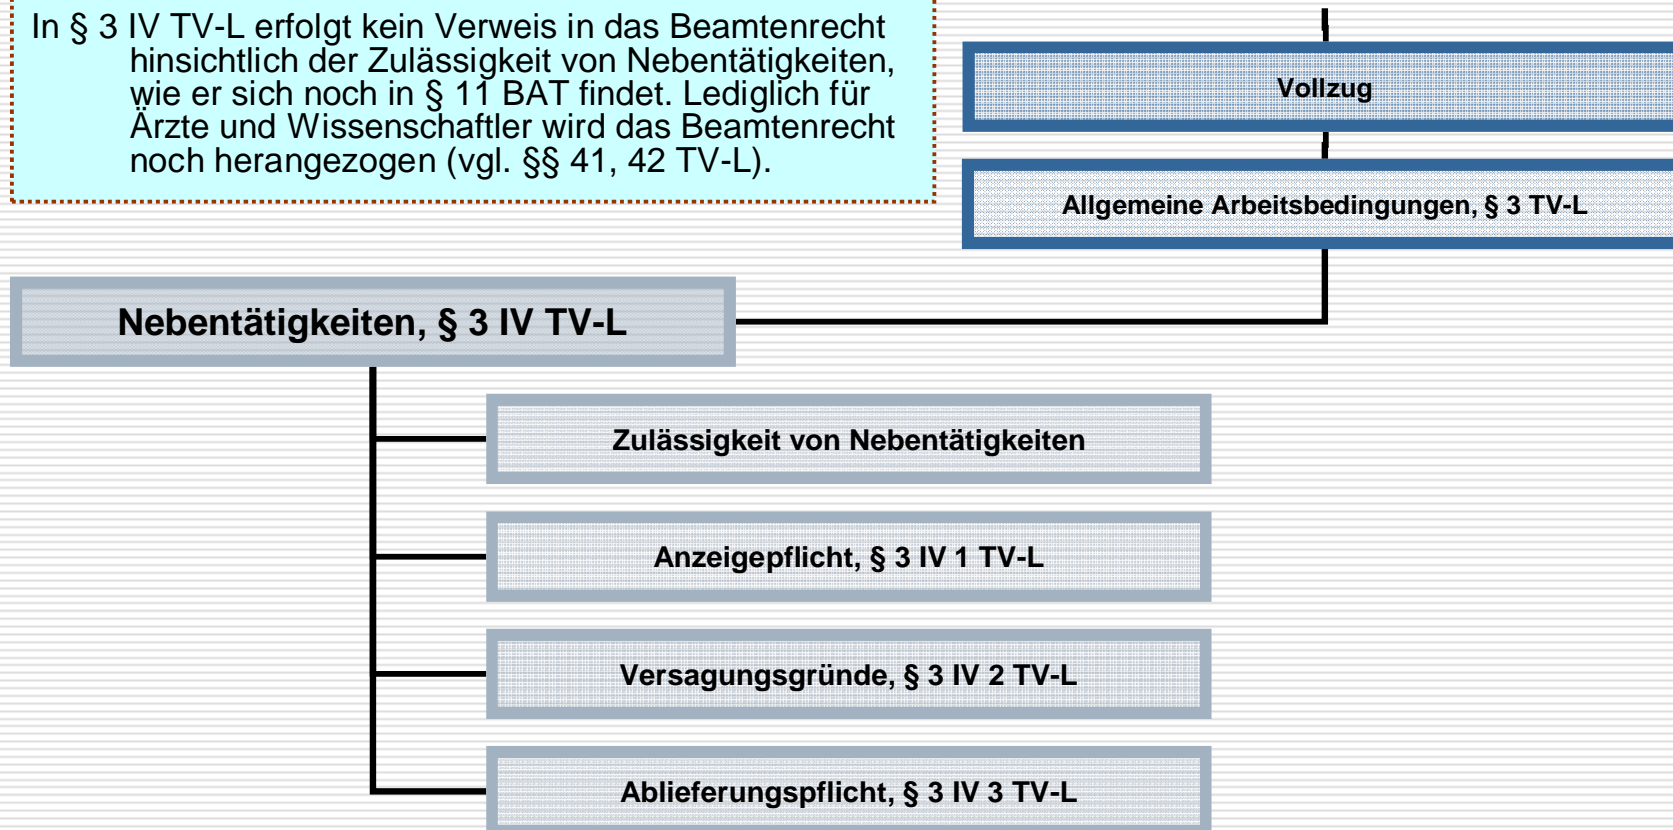 In § 3 IV TV-L erfolgt kein Verweis in das Beamtenrecht
hinsichtlich der Zulässigkeit von Nebentätigkeiten,
wie er sich noch in § 11 BAT findet. Lediglich für
Ärzte und Wissenschaftler wird das Beamtenrecht
noch herangezogen (vgl. §§ 41, 42 TV-L).
Vollzug
Allgemeine Arbeitsbedingungen, § 3 TV-L
Nebentätigkeiten, § 3 IV TV-L
Zulässigkeit von Nebentätigkeiten
Anzeigepflicht, § 3 IV 1 TV-L
Versagungsgründe, § 3 IV 2 TV-L
Ablieferungspflicht, § 3 IV 3 TV-L